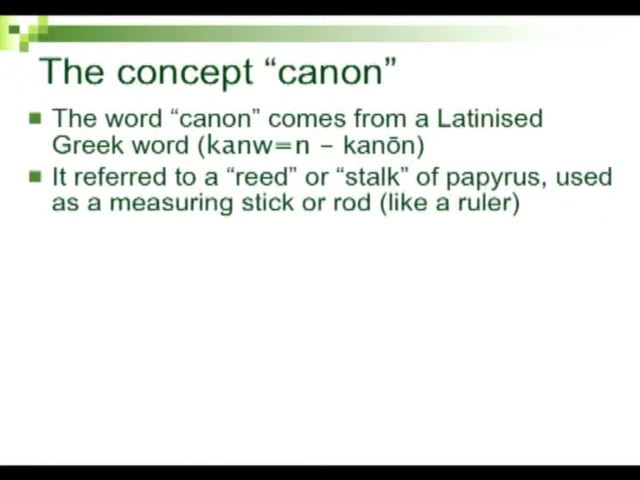 The concept “canon”
The word “canon” comes from a Latinised
Greek word (kanw=n – kanōn)
It referred to a “reed” or “stalk” of papyrus, used
as a measuring stick or rod (like a ruler)